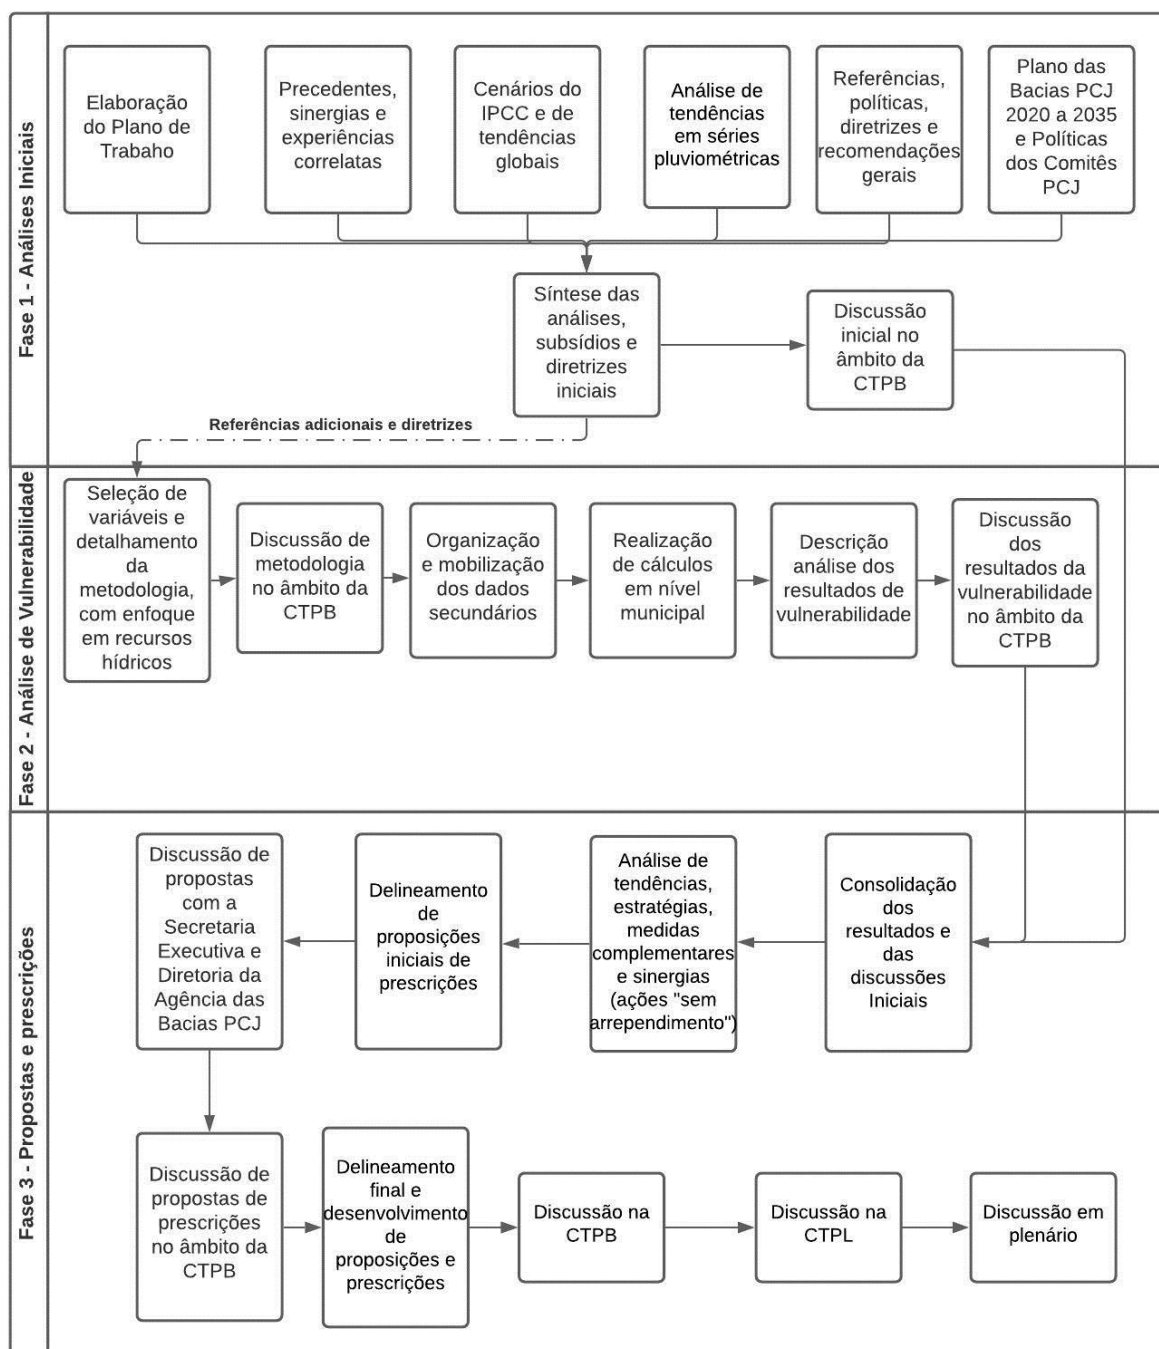 Fase 1 - Análises Iniciais
Elaboração
do Plano de
Trabaho
Precedentes,
sinergias e
experiências
correlatas
Cenários do
IPCC e de
tendências
globais
Análise de
tendências
em séries
pluviométricas
Referências,
políticas,
diretrizes e
recomendações
gerais
Plano das
Bacias PCJ
2020 a 2035
e Políticas
dos Comitês
PCJ
Síntese das
análises,
subsídios e
diretrizes
iniciais
Discussão
inicial no
âmbito da
CTPB
Referências adicionais e diretrizes
Fase 2 - Análise de Vulnerabilidade
Seleção de
variáveis e
detalhamento
da
metodologia,
com enfoque
em recursos
hídricos
Discussão de
metodologia
no âmbito da
CTPB
Organização
e mobilização
dos dados
secundários
Realização
de cálculos
em nível
municipal
Descrição
análise dos
resultados de
vulnerabilidade
Discussão
dos
resultados da
vulnerabilidade
no âmbito da
CTPB
Fase 3 - Propostas e prescrições
Discussão de
propostas
com a
Secretaria
Executiva e
Diretoria da
Agência das
Bacias PCJ
Delineamento
de
proposições
iniciais de
prescrições
Análise de
tendências,
estratégias,
medidas
complementares
e sinergias
(ações "sem
arrependimento")
Consolidação
dos
resultados e
das
discussões
Iniciais
Discussão de
propostas de
prescrições
no âmbito da
CTPB
Delineamento
final e
desenvolvimento
de
proposições e
prescrições
Discussão na
CTPB
Discussão na
CTPL
Discussão em
plenário